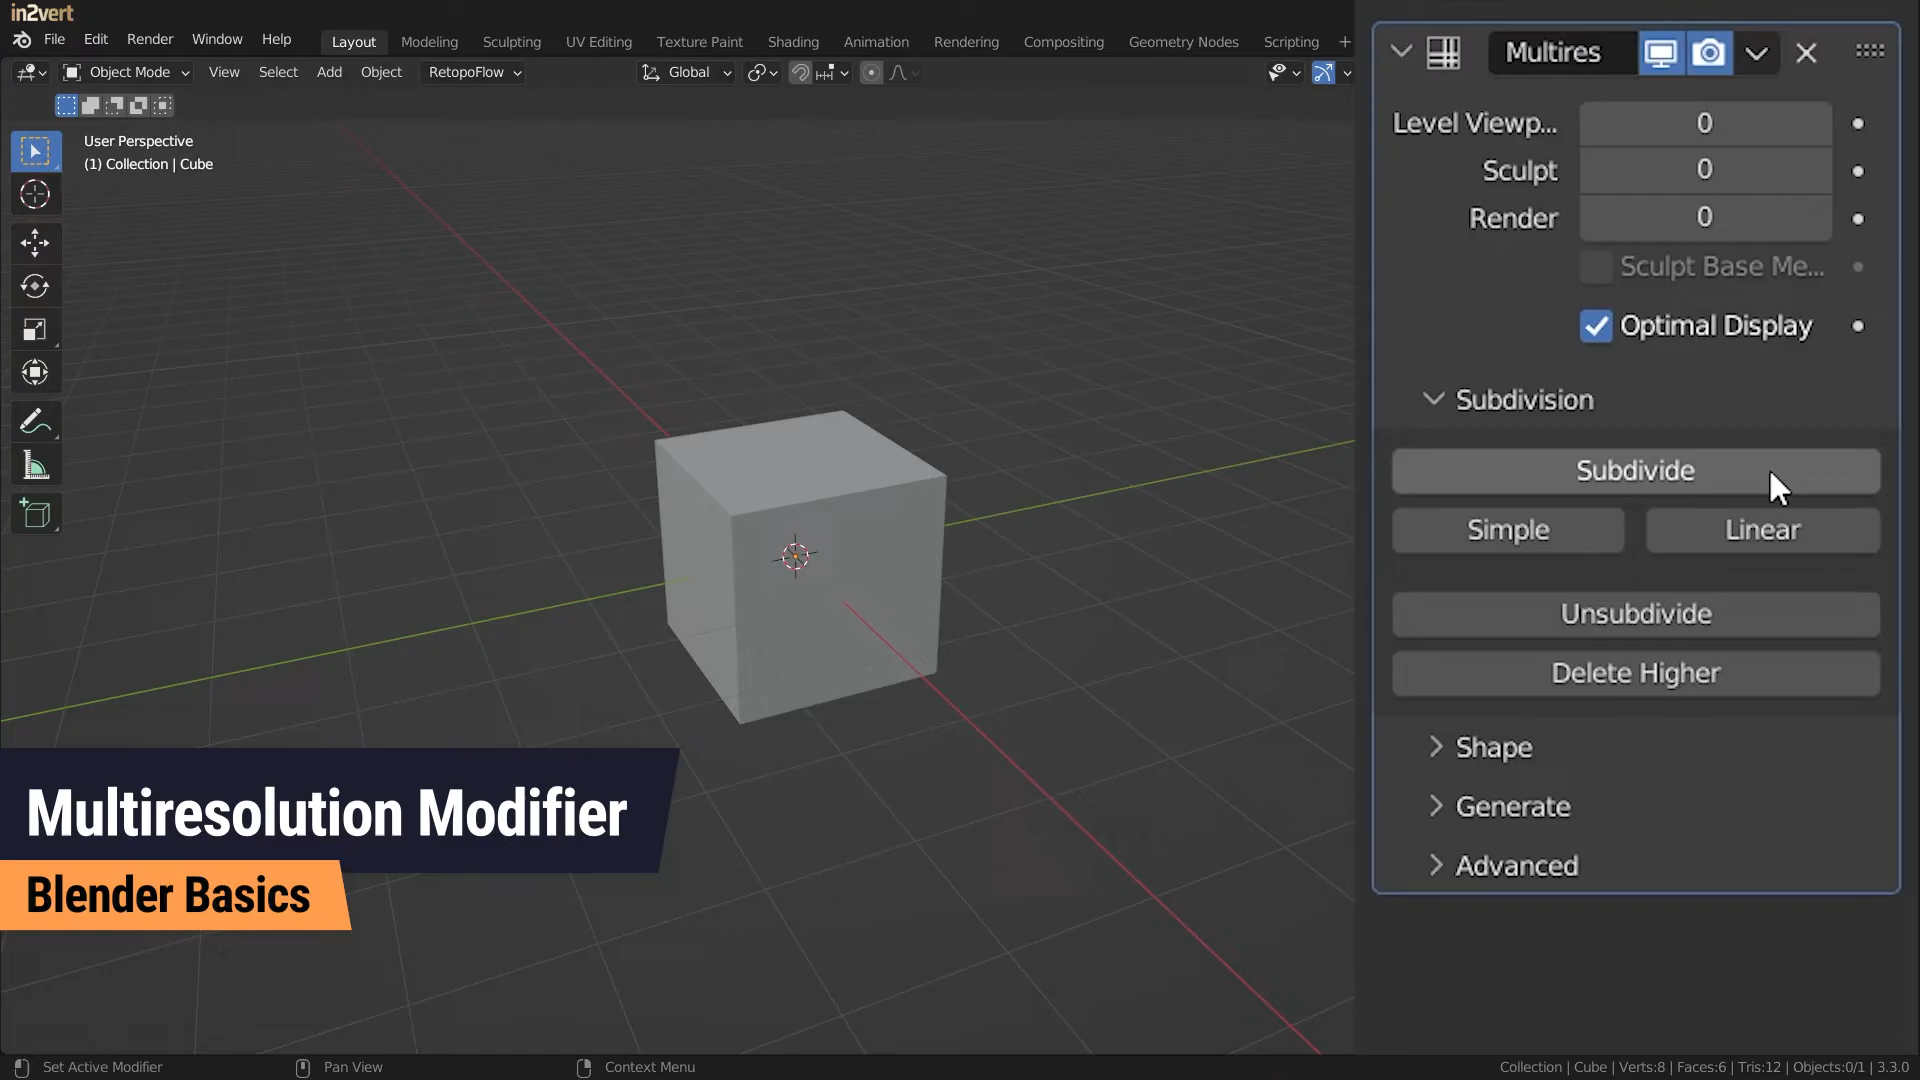 in2vert
File Edit Render Window Help Layout Modeling Sculpting UV Editing Texture Paint Shading Animation Rendering Compositing Geometry Nodes Scripting +
Object Mode View Select Add Object RetopoFlow Global
User Perspective
(1) Collection | Cube
Multires
Level Viewp... 0
Sculpt 0
Render 0
Sculpt Base Me...
Optimal Display
Subdivision
Subdivide
Simple Linear
Unsubdivide
Delete Higher
Shape
Generate
Advanced
Multiresolution Modifier
Blender Basics
Set Active Modifier Pan View Context Menu Collection | Cube | Verts:8 | Faces:6 | Tris:12 | Objects:0/1 | 3.3.0